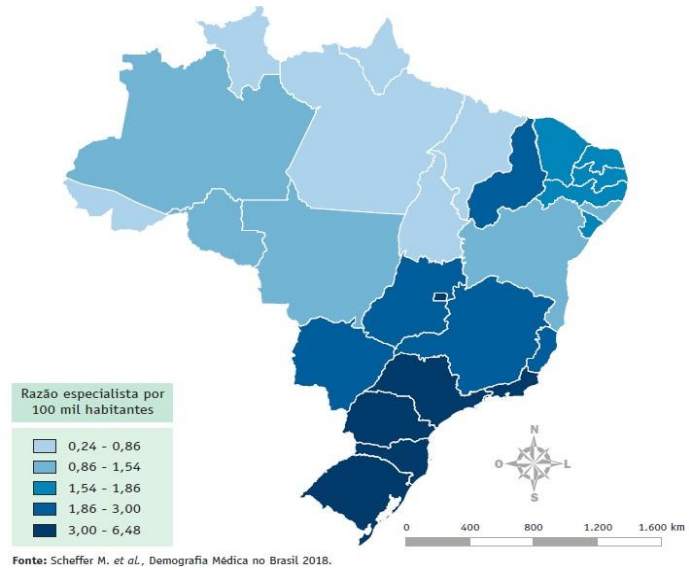 Razão especialista por
100 mil habitantes
0,24 - 0,86
0,86 - 1,54
1,54 - 1,86
1,86 - 3,00
3,00 - 6,48
N
O
L
S
0 400 800 1.200 1.600 km
Fonte: Scheffer M. et al., Demografia Médica no Brasil 2018.